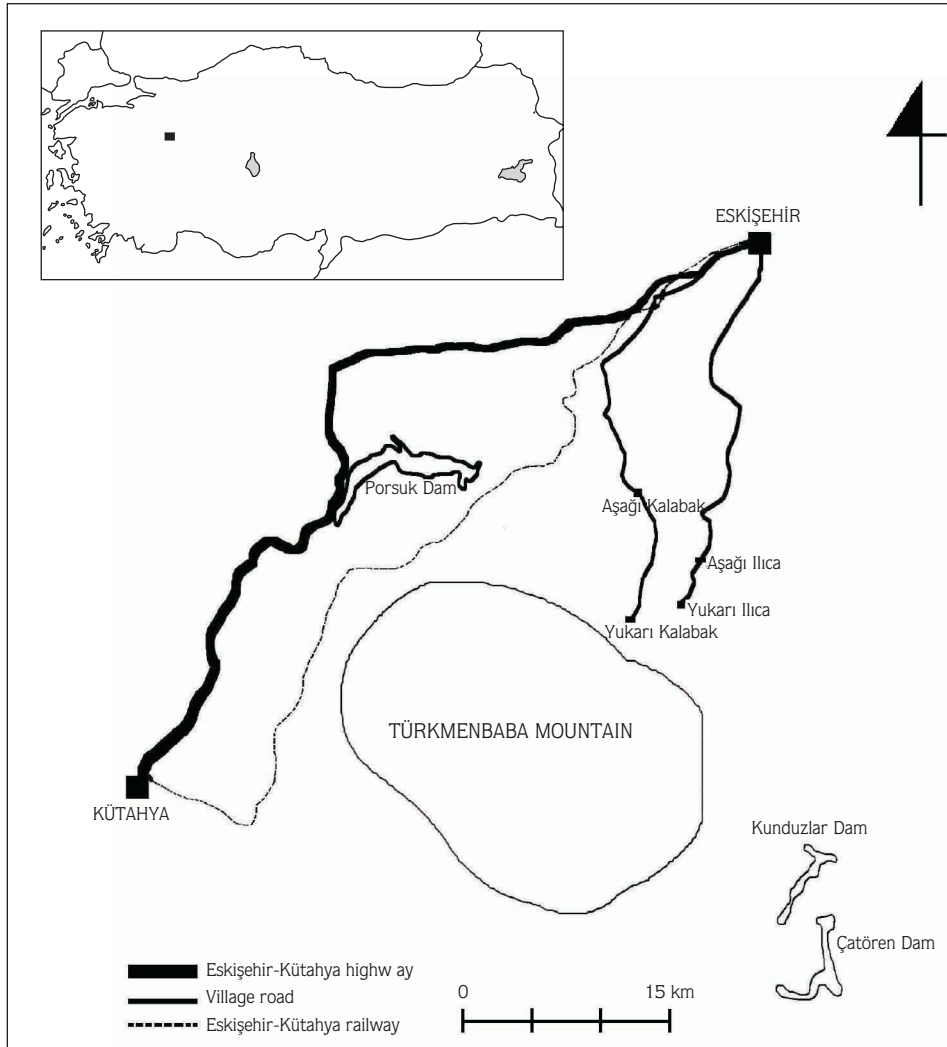 ESKİŞEHİR
Porsuk Dam
Aşağı Kalabak
Aşağı Ilıca
Yukarı Ilıca
Yukarı Kalabak
TÜRKMENBABA MOUNTAIN
KÜTAHYA
Kunduzlar Dam
Çatören Dam
Eskişehir-Kütahya highw ay
Village road
Eskişehir-Kütahya railway
0 15 km